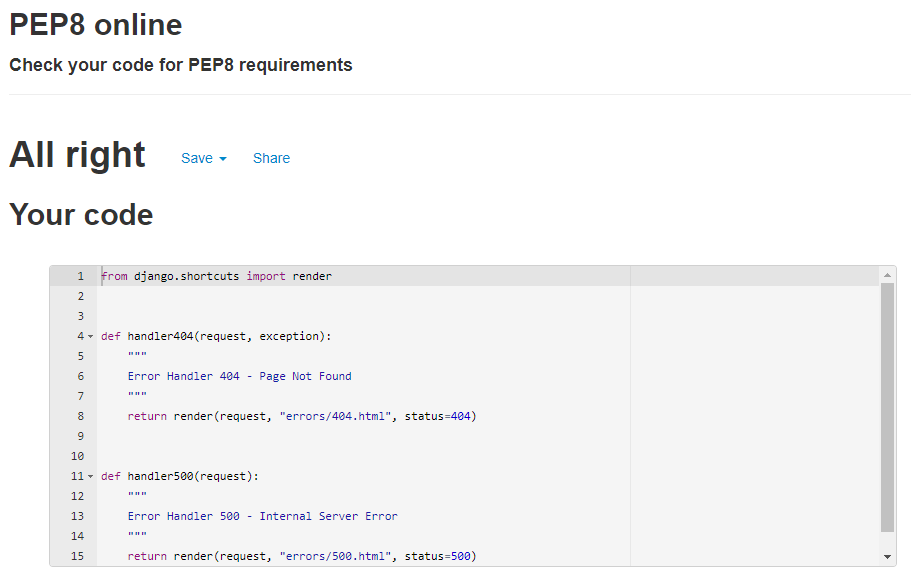 PEP8 online
Check your code for PEP8 requirements
All right Save Share
Your code
1 from django.shortcuts import render
2
3
4 def handler404(request, exception):
5     """
6     Error Handler 404 - Page Not Found
7     """
8     return render(request, "errors/404.html", status=404)
9
10
11 def handler500(request):
12     """
13     Error Handler 500 - Internal Server Error
14     """
15     return render(request, "errors/500.html", status=500)